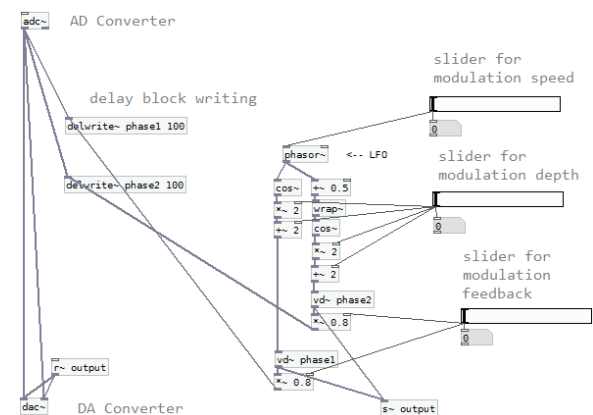 adc~
AD Converter
slider for
modulation speed
delay block writing
0
delwrite~ phase1 100
phasor~
<-- LFO
slider for
modulation depth
delwrite~ phase2 100
cos~
+~ 0.5
*~ 2
wrap~
+~ 2
cos~
0
*~ 2
slider for
modulation
feedback
+~ 2
vd~ phase2
*~ 0.8
0
vd~ phase1
r~ output
*~ 0.8
dac~
DA Converter
s~ output